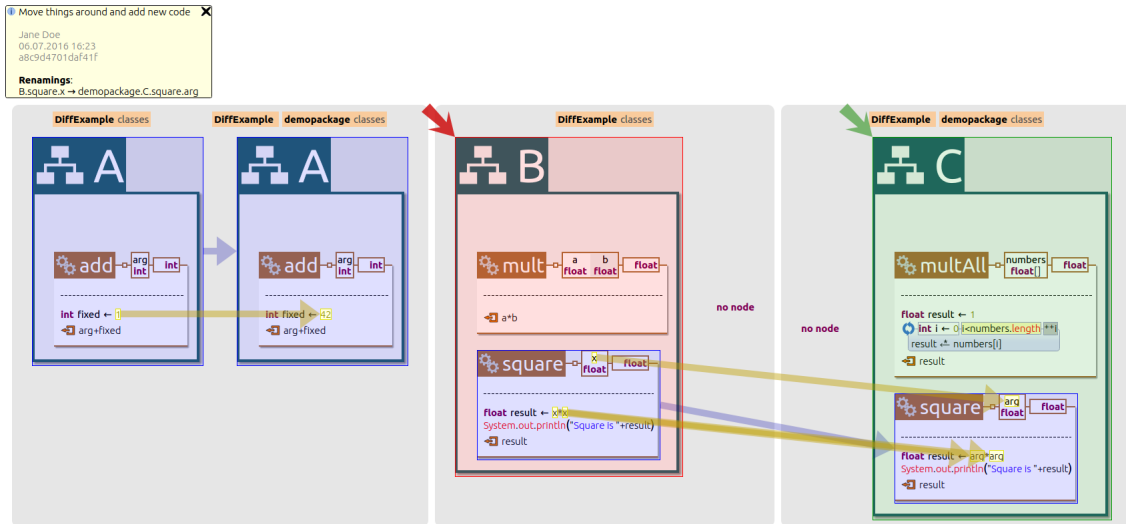 Move things around and add new code
Jane Doe
06.07.2016 16:23
a8c9d4701daf41f
Renamings:
B.square.x → demopackage.C.square.arg
DiffExample classes
DiffExample demopackage classes
A
A
add arg int int
int fixed ← 1
arg+fixed
add arg int int
int fixed ← 42
arg+fixed
DiffExample classes
B
mult a float b float float
a*b
square x float float
float result ← x*x
System.out.println("Square is "+result)
result
no node
no node
DiffExample demopackage classes
C
multAll numbers float[] float
float result ← 1
int i ← 0 i<numbers.length **i
result ← numbers[i]
result
square arg float float
float result ← arg*arg
System.out.println("Square is "+result)
result